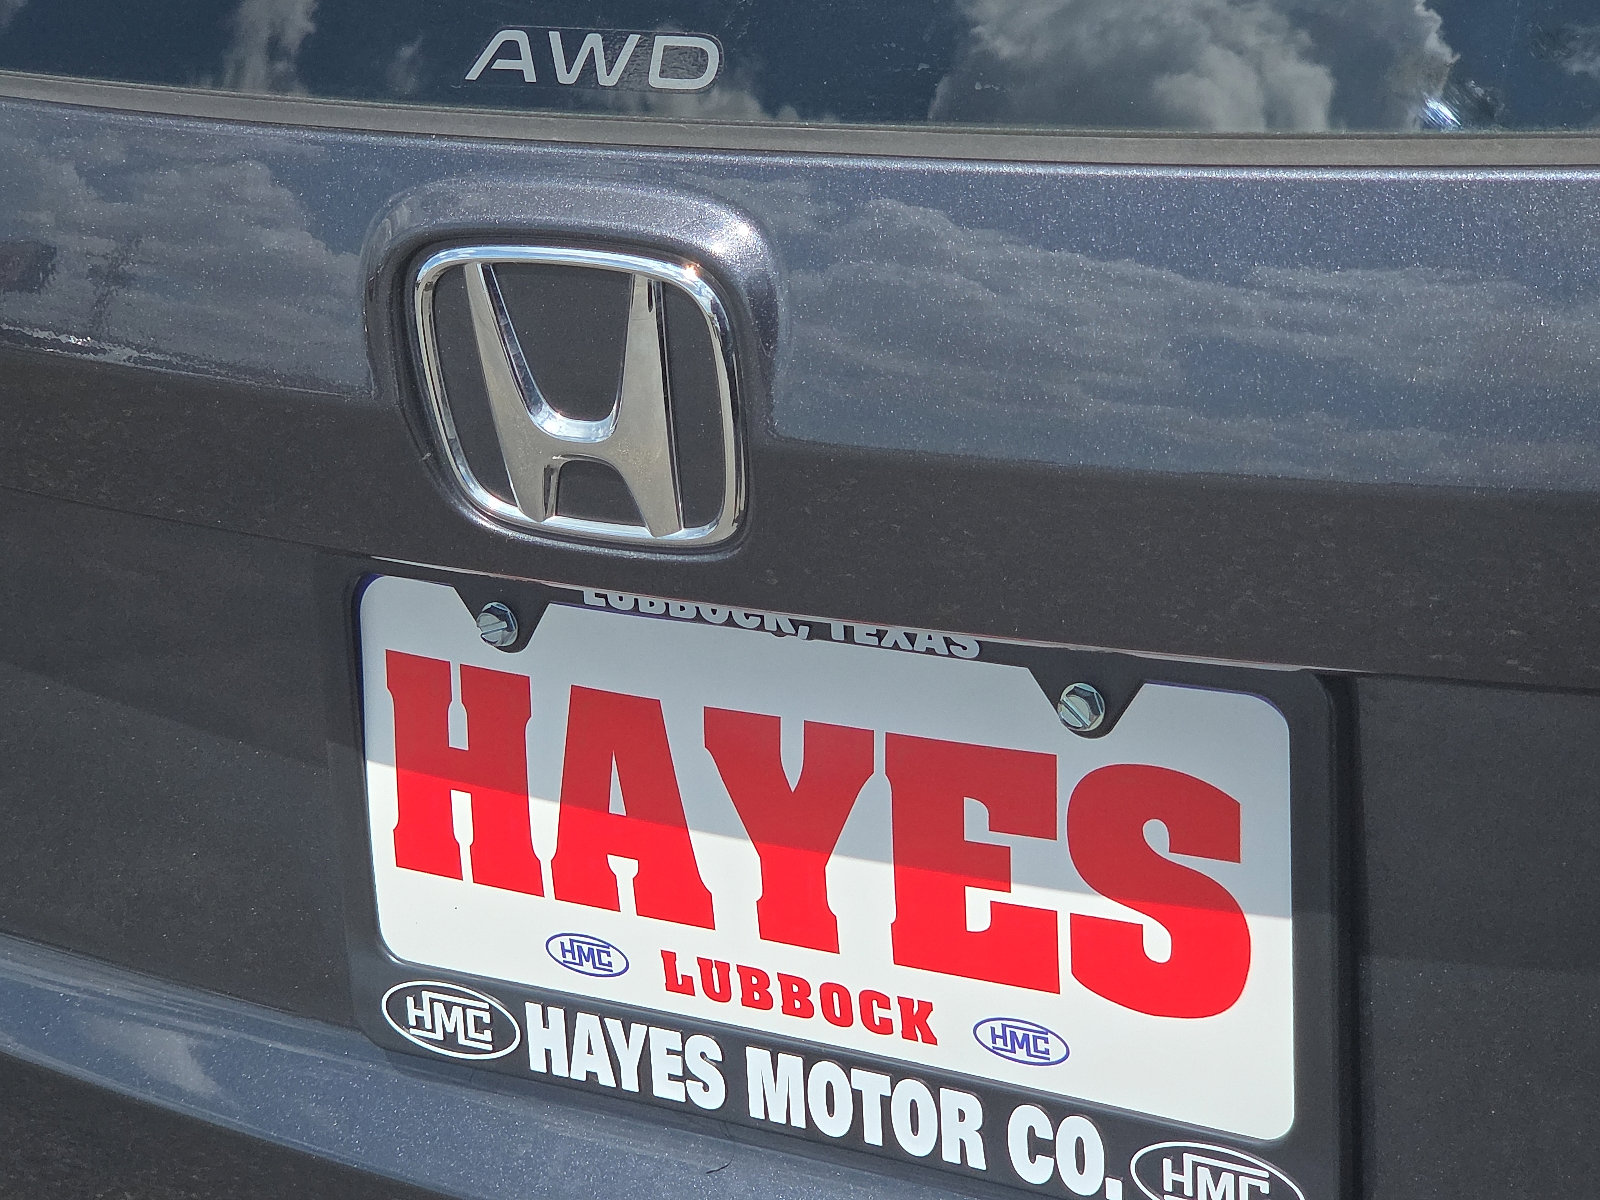 AWD
LUBBOCK, TEXAS
HAYES
HMC LUBBOCK HMC
HMC HAYES MOTOR CO. HMC